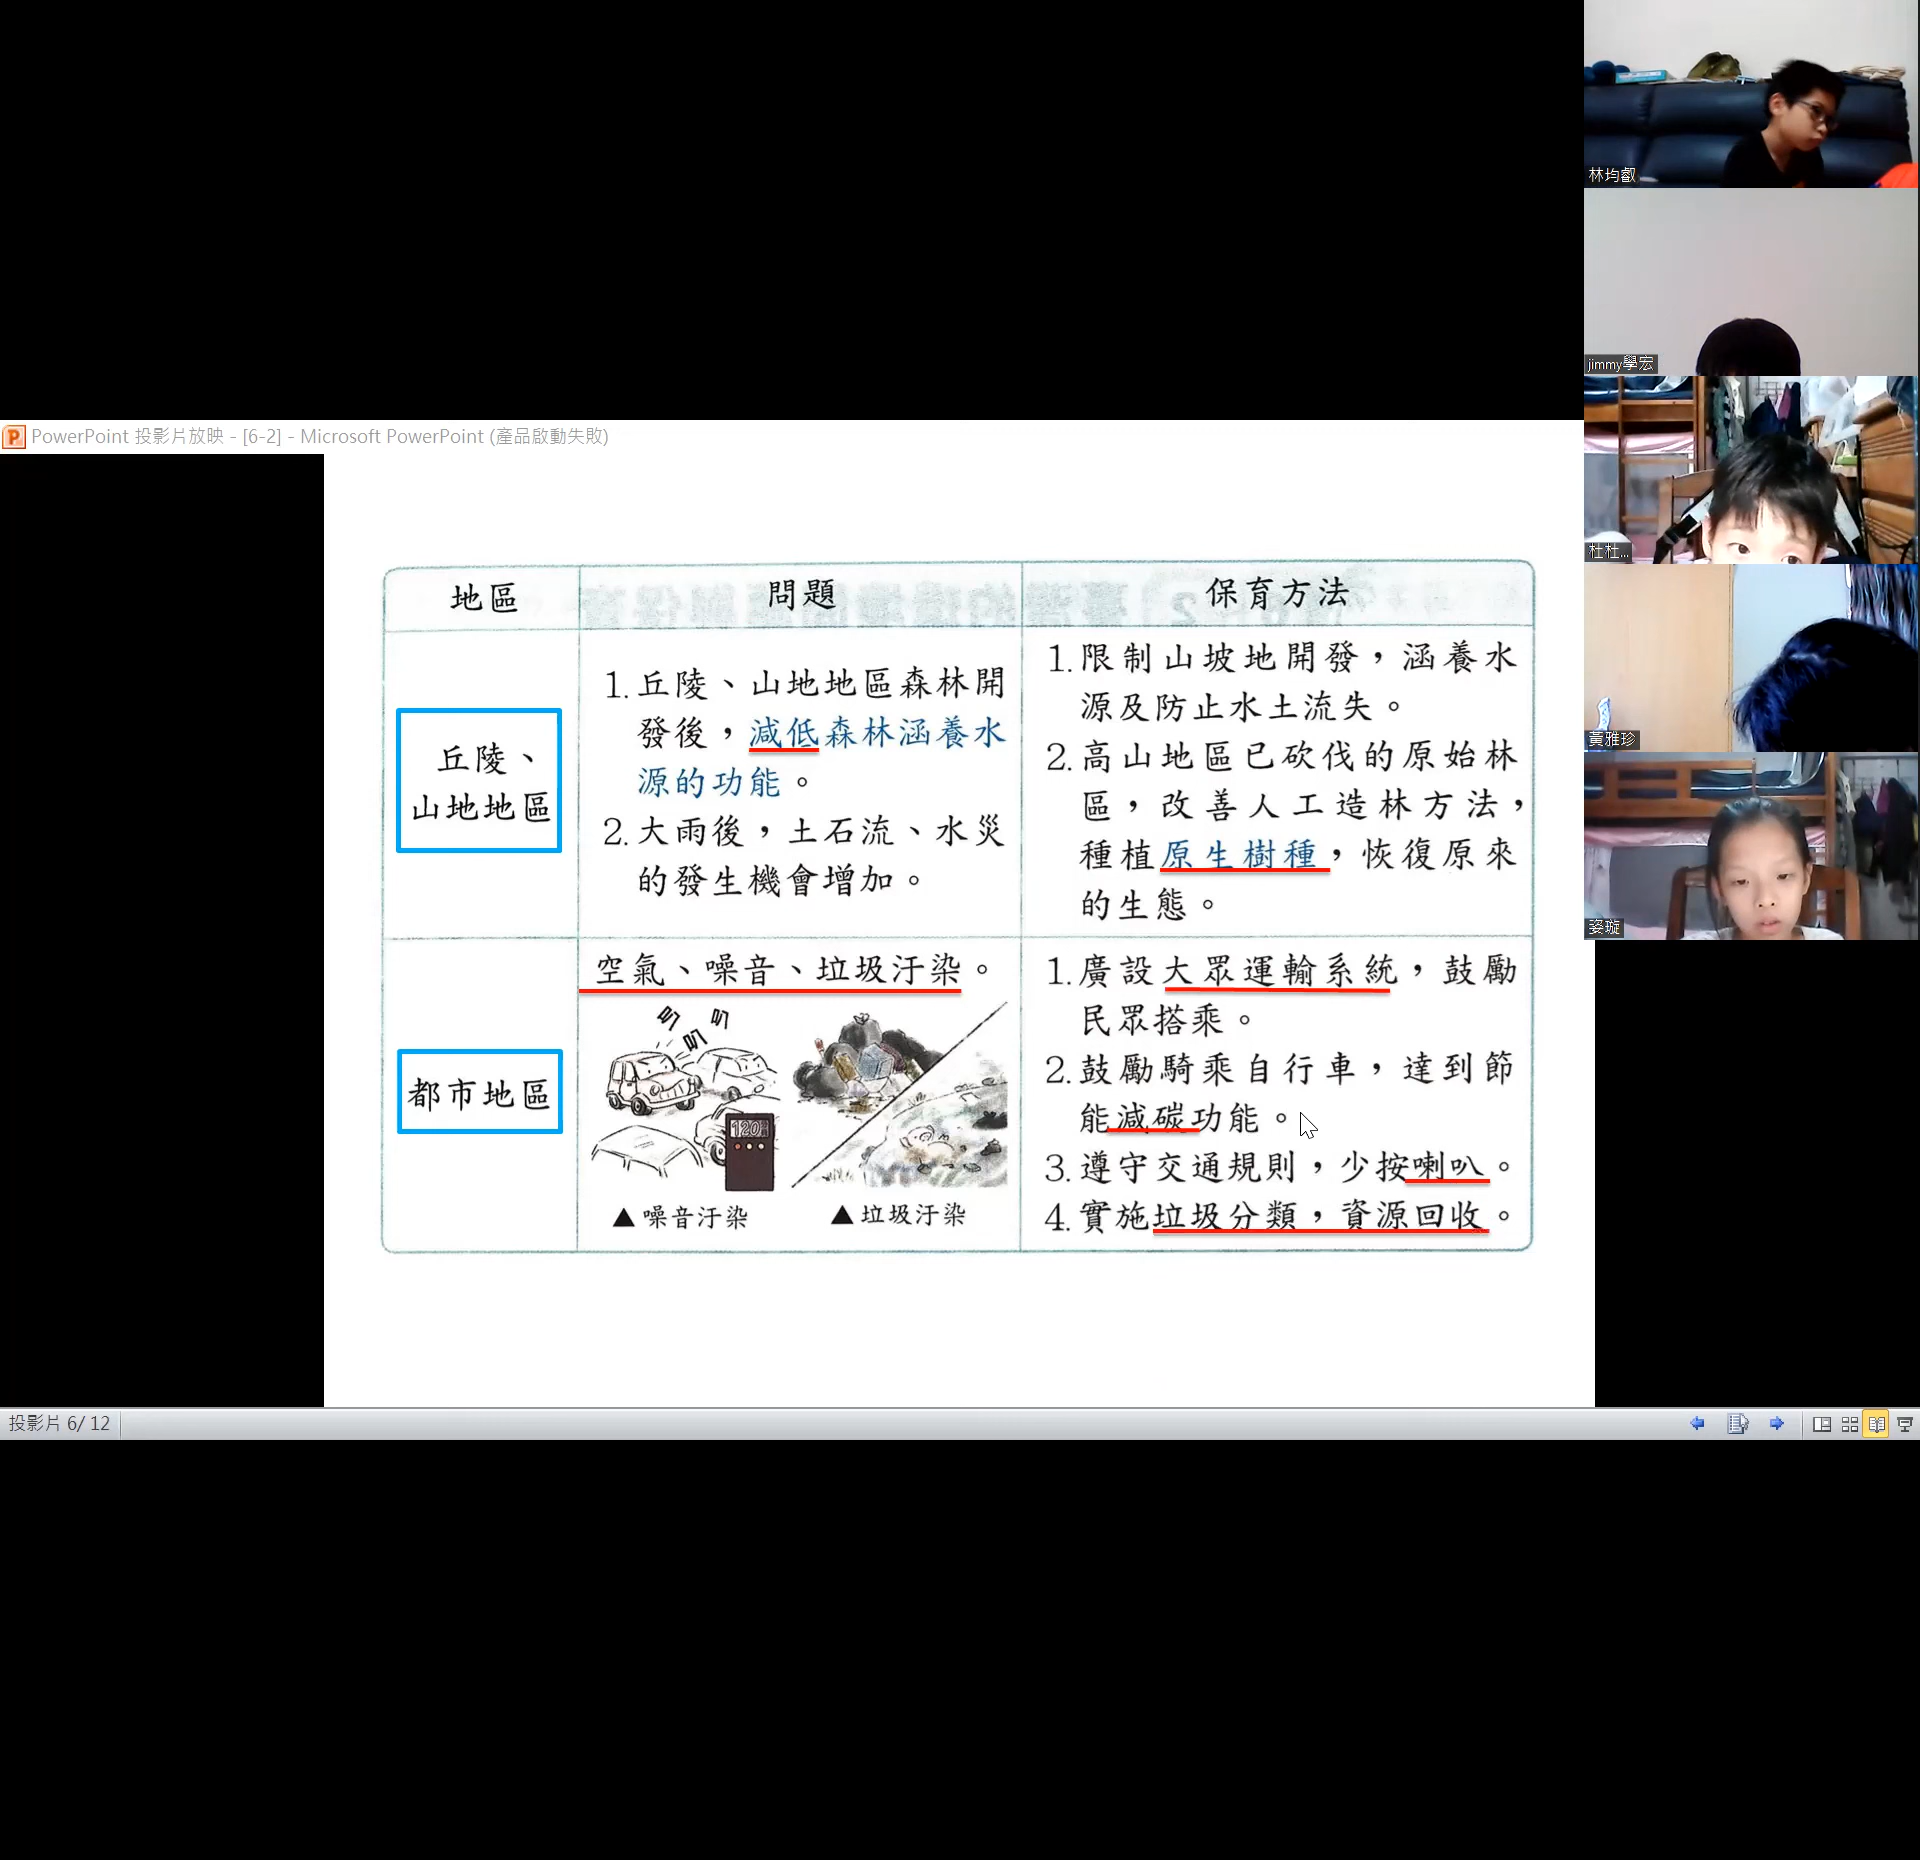 林均叡
jimmy學宏
PowerPoint 投影片放映 - [6-2] - Microsoft PowerPoint (產品啟動失敗)
杜杜...
黃雅珍
姿璇
地區
問題
保育方法
丘陵、
山地地區
1.丘陵、山地地區森林開
發後，減低森林涵養水
源的功能。
2.大雨後，土石流、水災
的發生機會增加。
1.限制山坡地開發，涵養水
源及防止水土流失。
2.高山地區已砍伐的原始林
區，改善人工造林方法，
種植原生樹種，恢復原來
的生態。
都市地區
空氣、噪音、垃圾汙染。
叭 叭
叭
120
▲噪音汙染
▲垃圾汙染
1.廣設大眾運輸系統，鼓勵
民眾搭乘。
2.鼓勵騎乘自行車，達到節
能減碳功能。
3.遵守交通規則，少按喇叭。
4.實施垃圾分類，資源回收。
投影片 6/ 12